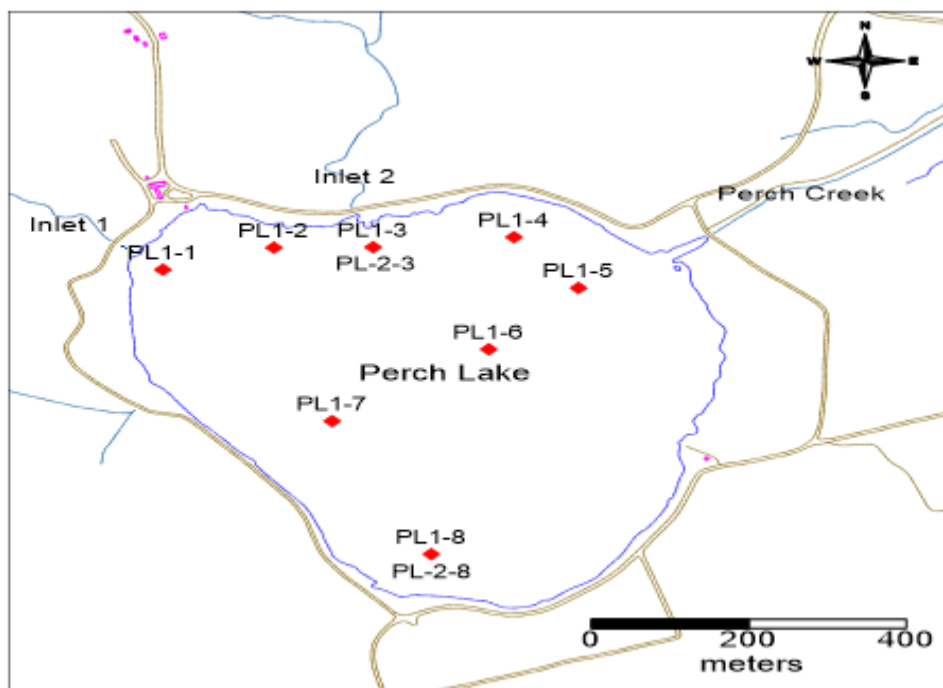 N
W E
S
Inlet 2
Perch Creek
Inlet 1
PL1-1
PL1-2
PL1-3
PL-2-3
PL1-4
PL1-5
PL1-6
Perch Lake
PL1-7
PL1-8
PL-2-8
0 200 400
meters